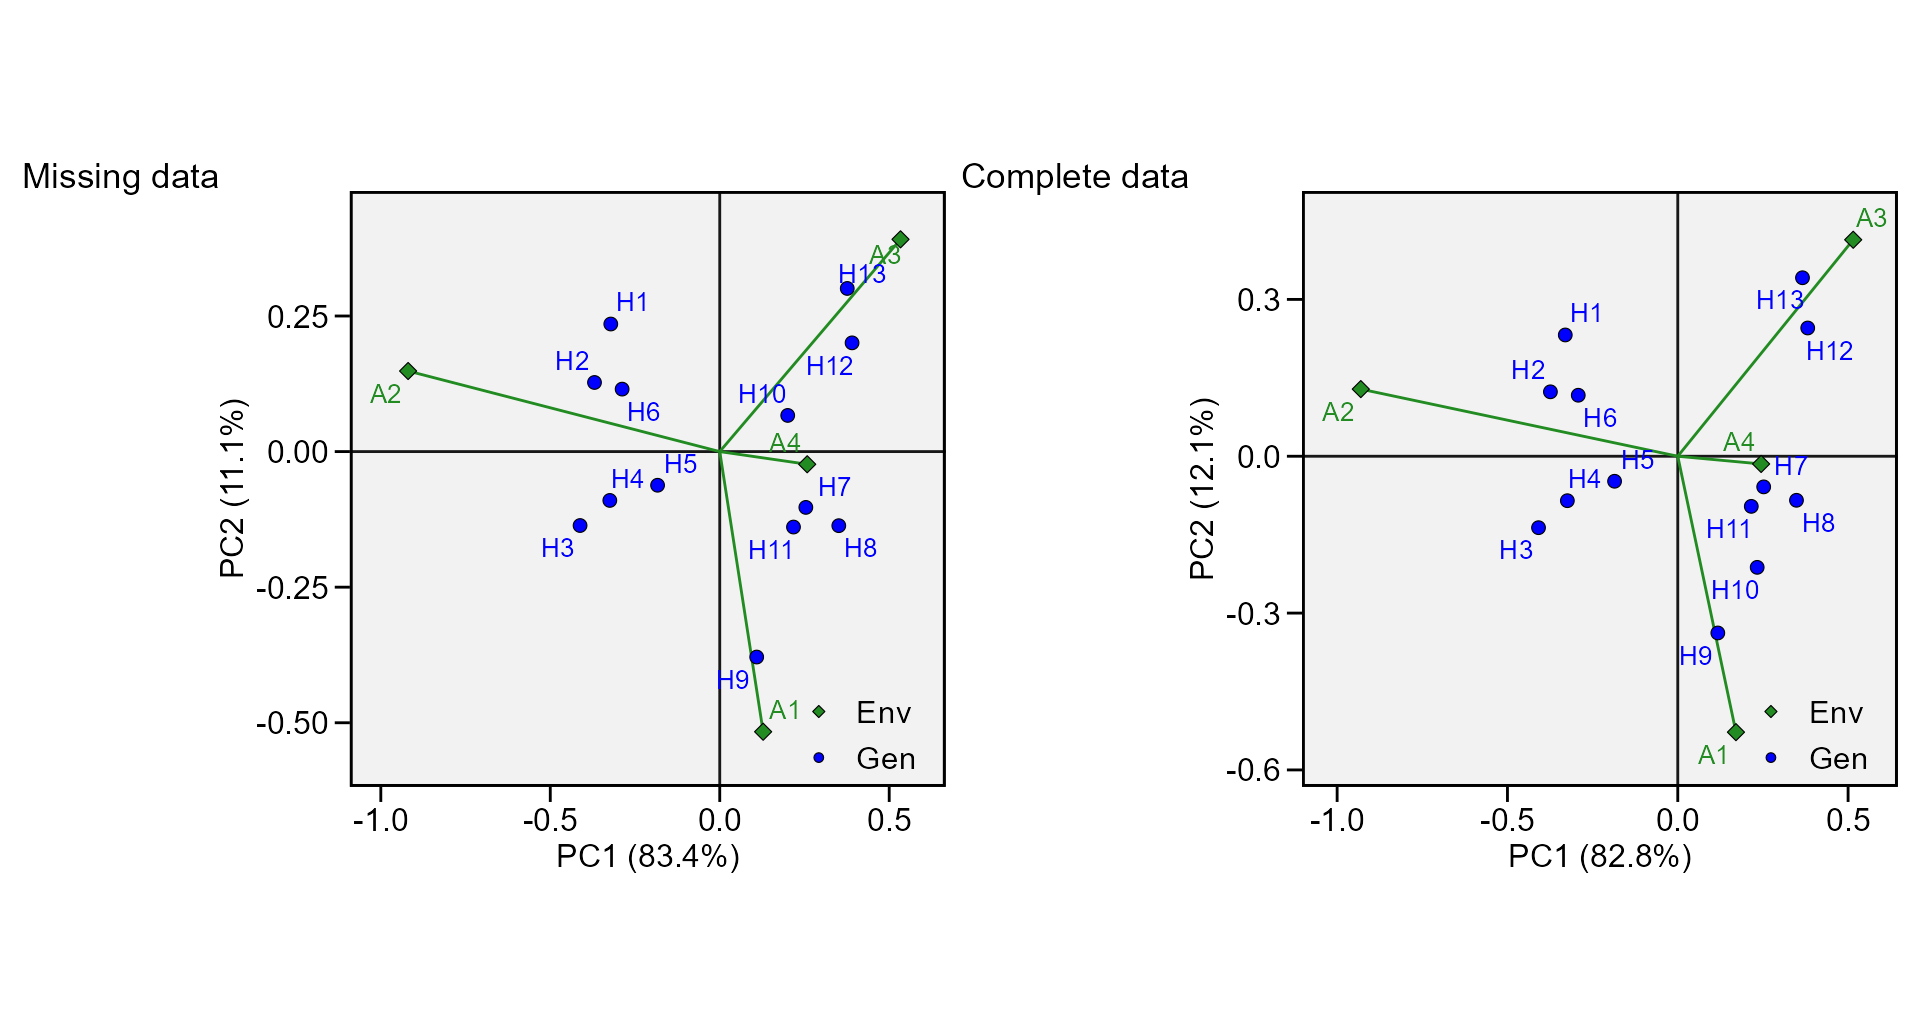 Missing data
A3
H13
H1
0.25
H2
H12
A2
H10
H6
A4
0.00
H5
H4
H7
H3
H11
H8
-0.25
H9
A1
-0.50
Env
Gen
-1.0
-0.5
0.0
0.5
PC1 (83.4%)
PC2 (11.1%)
Complete data
A3
0.3
H13
H1
H12
H2
A2
H6
A4
0.0
H5
H7
H4
H8
H11
H3
H10
-0.3
H9
A1
Env
Gen
-0.6
-1.0
-0.5
0.0
0.5
PC1 (82.8%)
PC2 (12.1%)